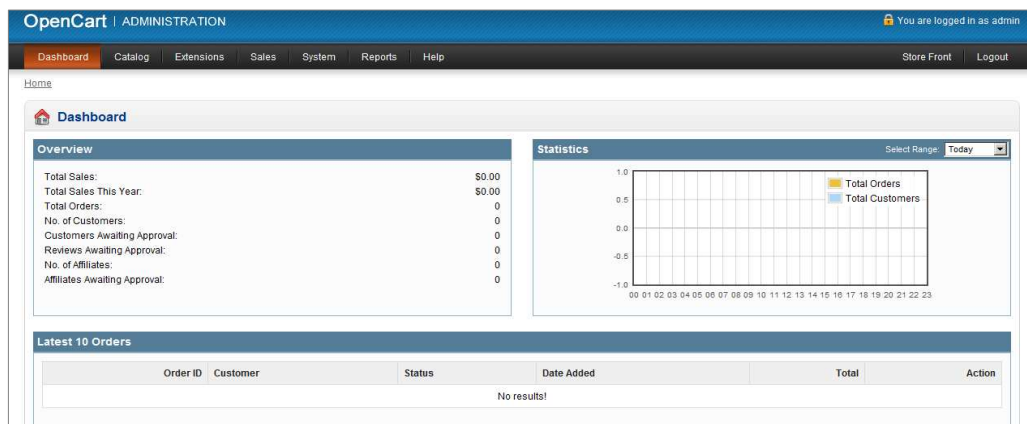 OpenCart | ADMINISTRATION
You are logged in as admin
Dashboard Catalog Extensions Sales System Reports Help Store Front Logout
Home
Dashboard
Overview
Total Sales: $0.00
Total Sales This Year: $0.00
Total Orders: 0
No. of Customers: 0
Customers Awaiting Approval: 0
Reviews Awaiting Approval: 0
No. of Affiliates: 0
Affiliates Awaiting Approval: 0
Statistics Select Range: Today
1.0
0.5
0.0
-0.5
-1.0
Total Orders
Total Customers
00 01 02 03 04 05 06 07 08 09 10 11 12 13 14 15 16 17 18 19 20 21 22 23
Latest 10 Orders
Order ID Customer Status Date Added Total Action
No results!